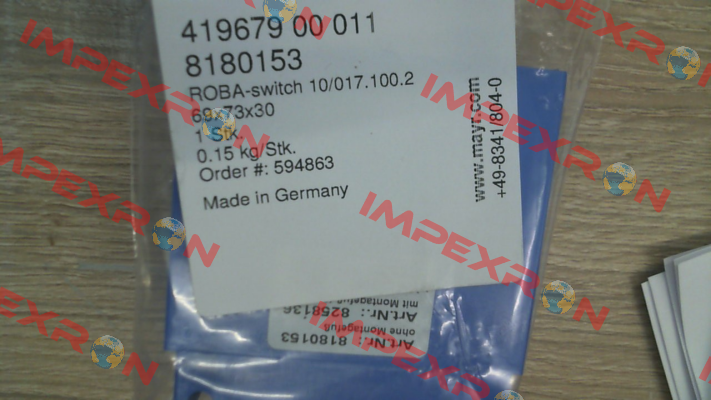 419679 00 011
8180153
ROBA-switch 10/017.100.2
69x73x30
1 Stk.
0.15 kg/Stk.
Order #: 594863
Made in Germany
www.mayr.com
+49-8341/804-0
Art.Nr.: 8180153
ohne Montagefuß
Art.Nr.: 8258136
mit Montagefuß
IMPEXRON